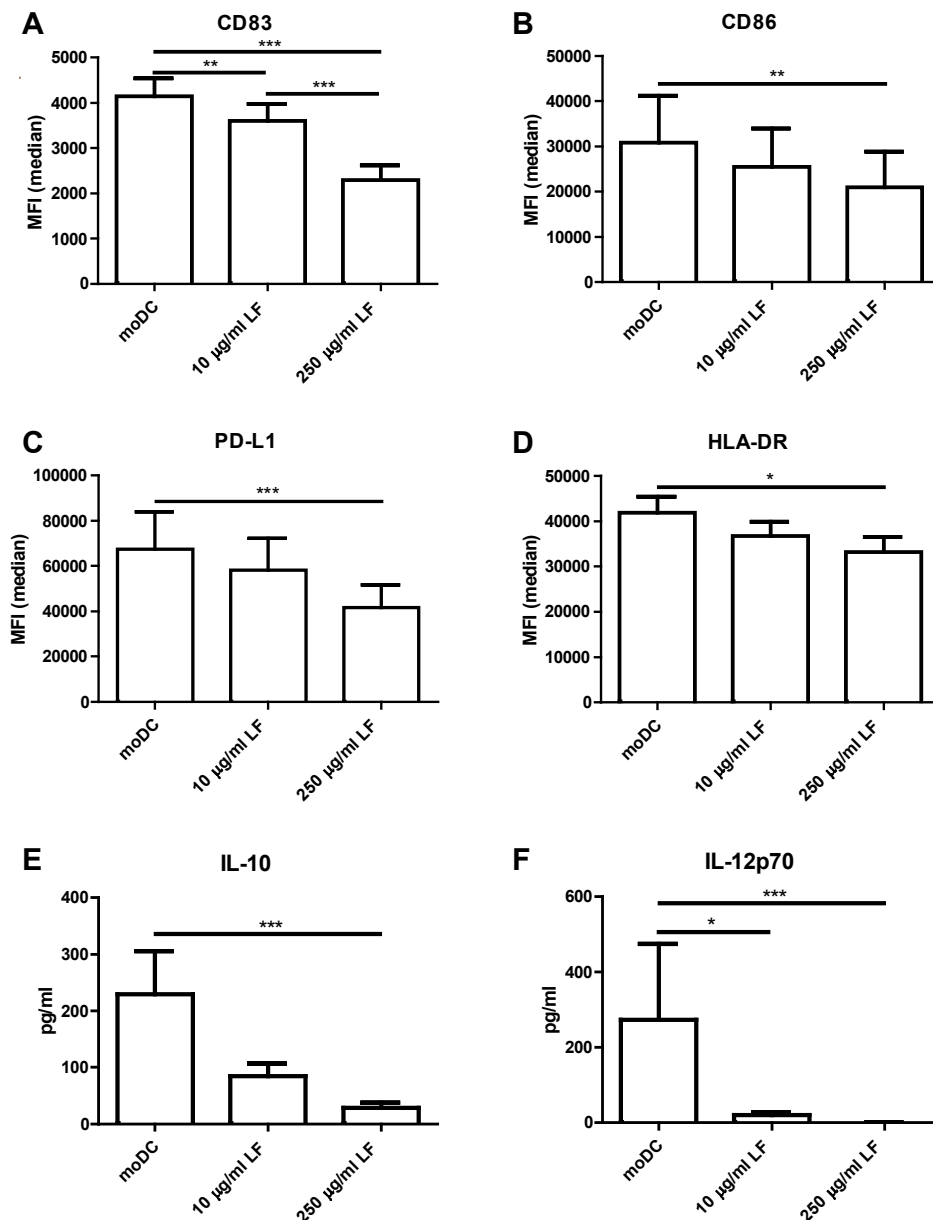 A
CD83
***
**
***
5000
4000
3000
2000
1000
0
MFI (median)
moDC
10 µg/ml LF
250 µg/ml LF
B
CD86
**
50000
40000
30000
20000
10000
0
MFI (median)
moDC
10 µg/ml LF
250 µg/ml LF
C
PD-L1
***
100000
80000
60000
40000
20000
0
MFI (median)
moDC
10 µg/ml LF
250 µg/ml LF
D
HLA-DR
*
50000
40000
30000
20000
10000
0
MFI (median)
moDC
10 µg/ml LF
250 µg/ml LF
E
IL-10
***
400
300
200
100
0
pg/ml
moDC
10 µg/ml LF
250 µg/ml LF
F
IL-12p70
***
*
600
400
200
0
pg/ml
moDC
10 µg/ml LF
250 µg/ml LF